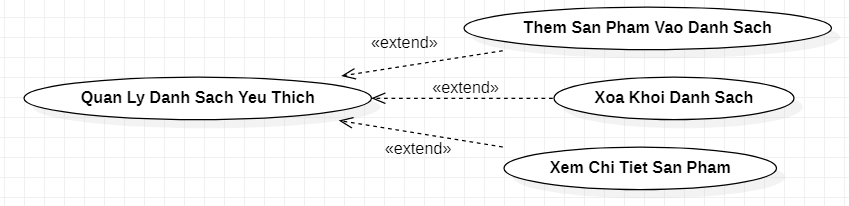 Them San Pham Vao Danh Sach
«extend»
«extend»
Quan Ly Danh Sach Yeu Thich
Xoa Khoi Danh Sach
«extend»
Xem Chi Tiet San Pham